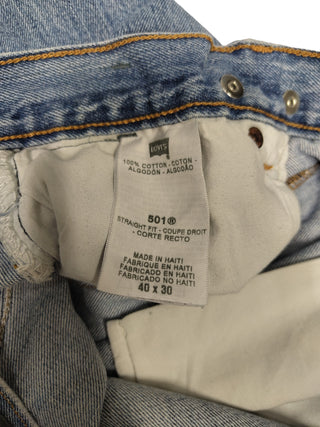 LEVI'S
100% COTTON - COTON -
ALGODÓN - ALGODÃO
501®
STRAIGHT FIT - COUPE DROIT
- CORTE RECTO
MADE IN HAITI
FABRIQUE EN HAITI
FABRICADO EN HAITI
FABRICADO NO HAITI
40 X 30